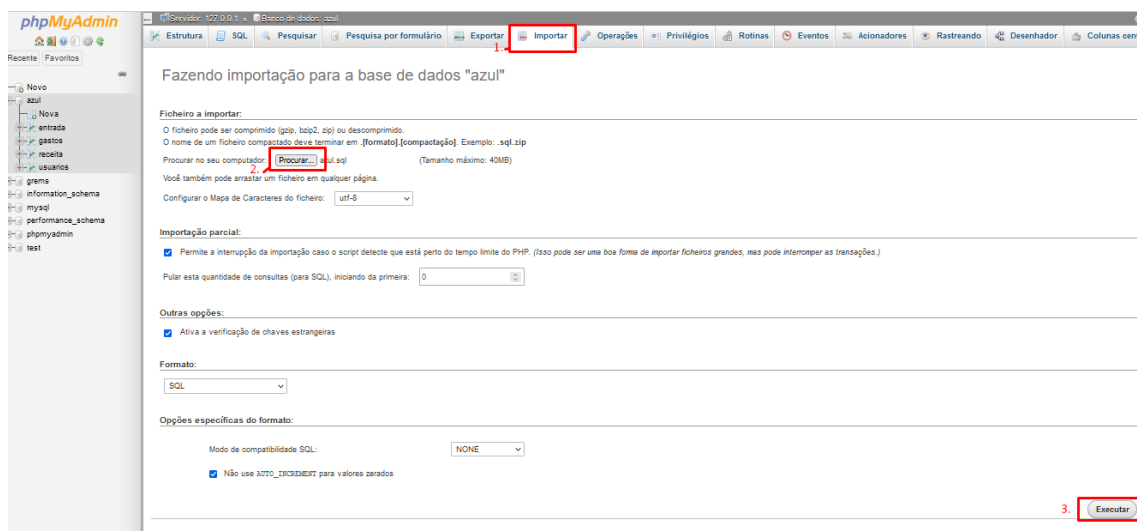 phpMyAdmin
Recente Favoritos
Novo
azul
Nova
entrada
gastos
receita
usuarios
grems
information_schema
mysql
performance_schema
phpmyadmin
test
Servidor: 127.0.0.1 » Banco de dados: azul
Estrutura SQL Pesquisar Pesquisa por formulário Exportar Importar Operações Privilégios Rotinas Eventos Acionadores Rastreando Desenhador Colunas cen
1.
Fazendo importação para a base de dados "azul"
Ficheiro a importar:
O ficheiro pode ser comprimido (gzip, bzip2, zip) ou descomprimido.
O nome de um ficheiro compactado deve terminar em .[formato].[compactação]. Exemplo: .sql.zip
Procurar no seu computador: Procurar... azul.sql (Tamanho máximo: 40MB)
2.
Você também pode arrastar um ficheiro em qualquer página.
Configurar o Mapa de Caracteres do ficheiro: utf-8
Importação parcial:
Permite a interrupção da importação caso o script detecte que está perto do tempo limite do PHP. (Isso pode ser uma boa forma de importar ficheiros grandes, mas pode interromper as transações.)
Pular esta quantidade de consultas (para SQL), iniciando da primeira: 0
Outras opções:
Ativa a verificação de chaves estrangeiras
Formato:
SQL
Opções específicas do formato:
Modo de compatibilidade SQL: NONE
Não use AUTO_INCREMENT para valores zerados
3. Executar